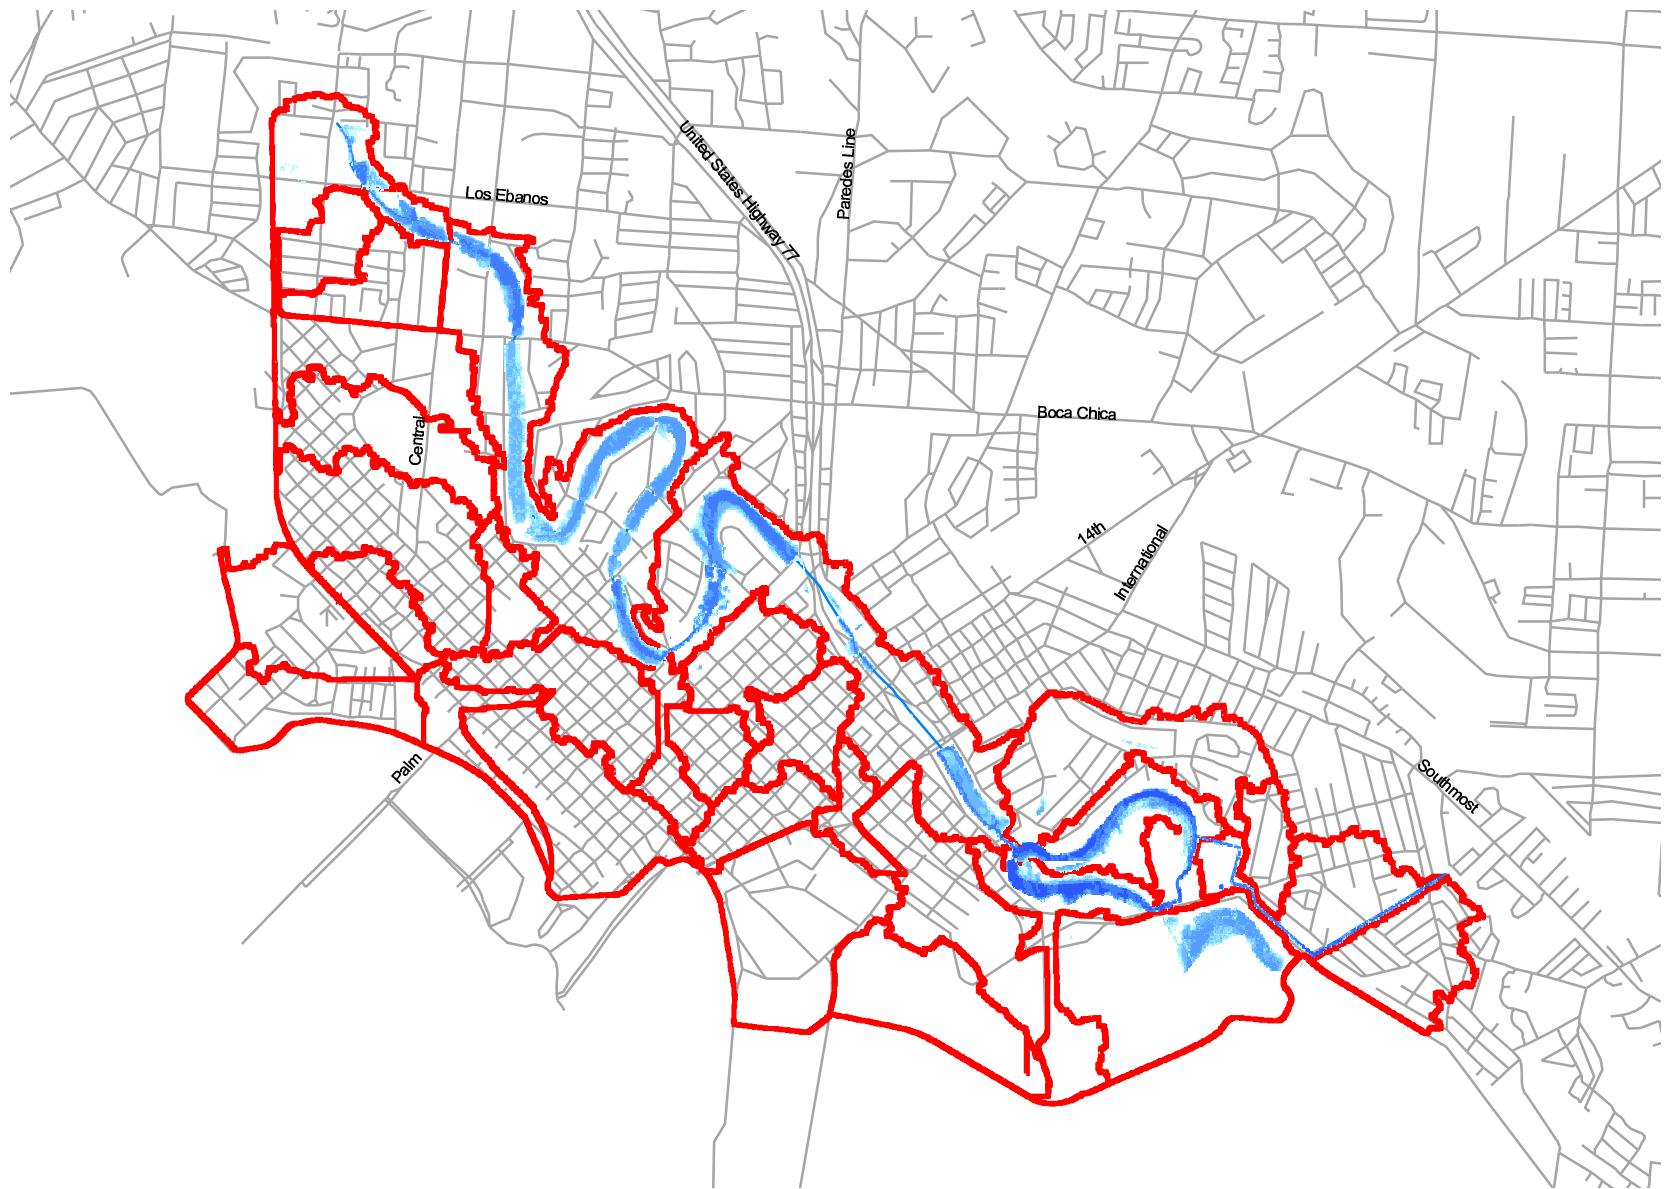 United States Highway 77
Paredes Line
Los Ebanos
Boca Chica
Central
14th
International
Palm
Southmost